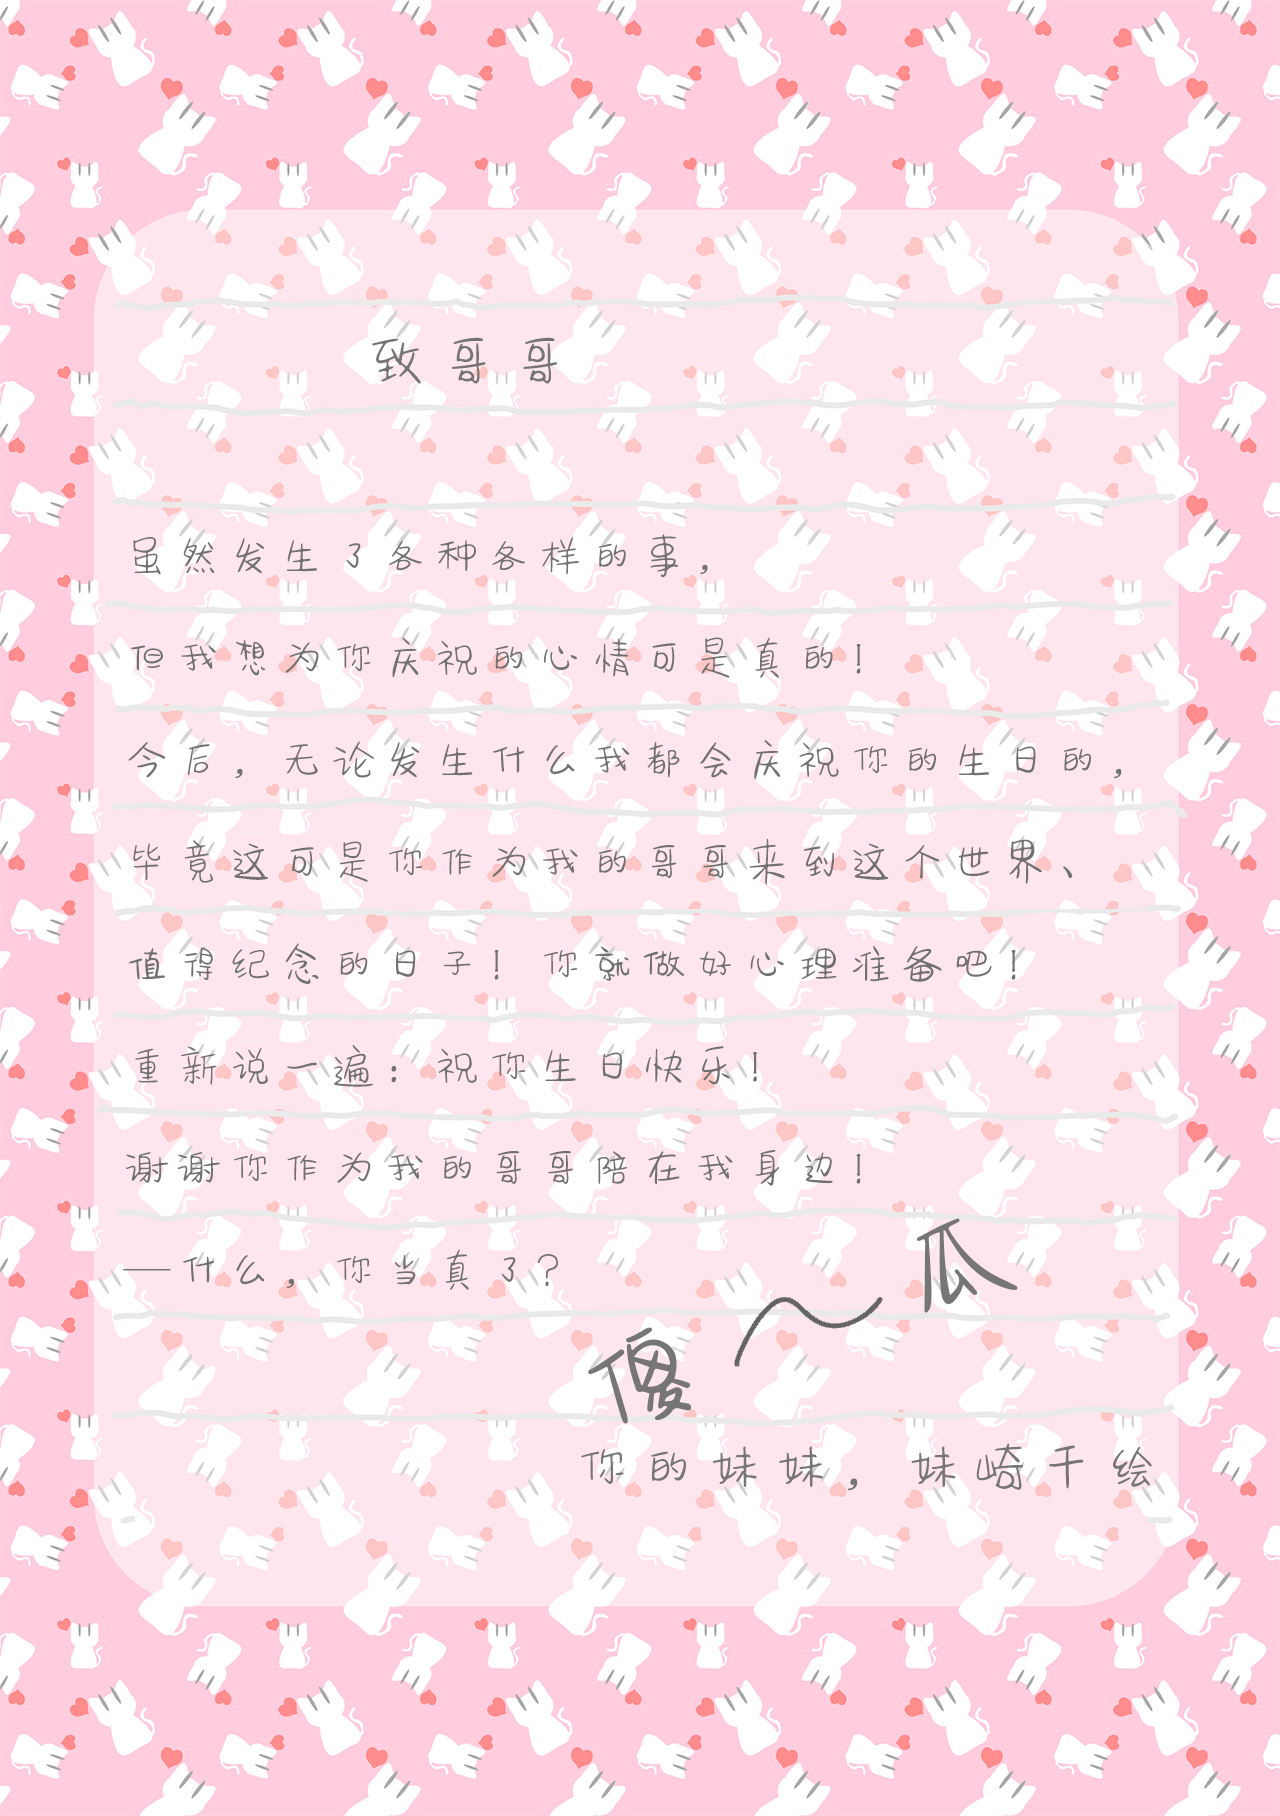 致哥哥
虽然发生了各种各样的事，
但我想为你庆祝的心情可是真的！
今后，无论发生什么我都会庆祝你的生日的，
毕竟这可是你作为我的哥哥来到这个世界、
值得纪念的日子！你就做好心理准备吧！
重新说一遍：祝你生日快乐！
谢谢你作为我的哥哥陪在我身边！
—什么，你当真了？
傻～瓜
你的妹妹，妹崎千绘